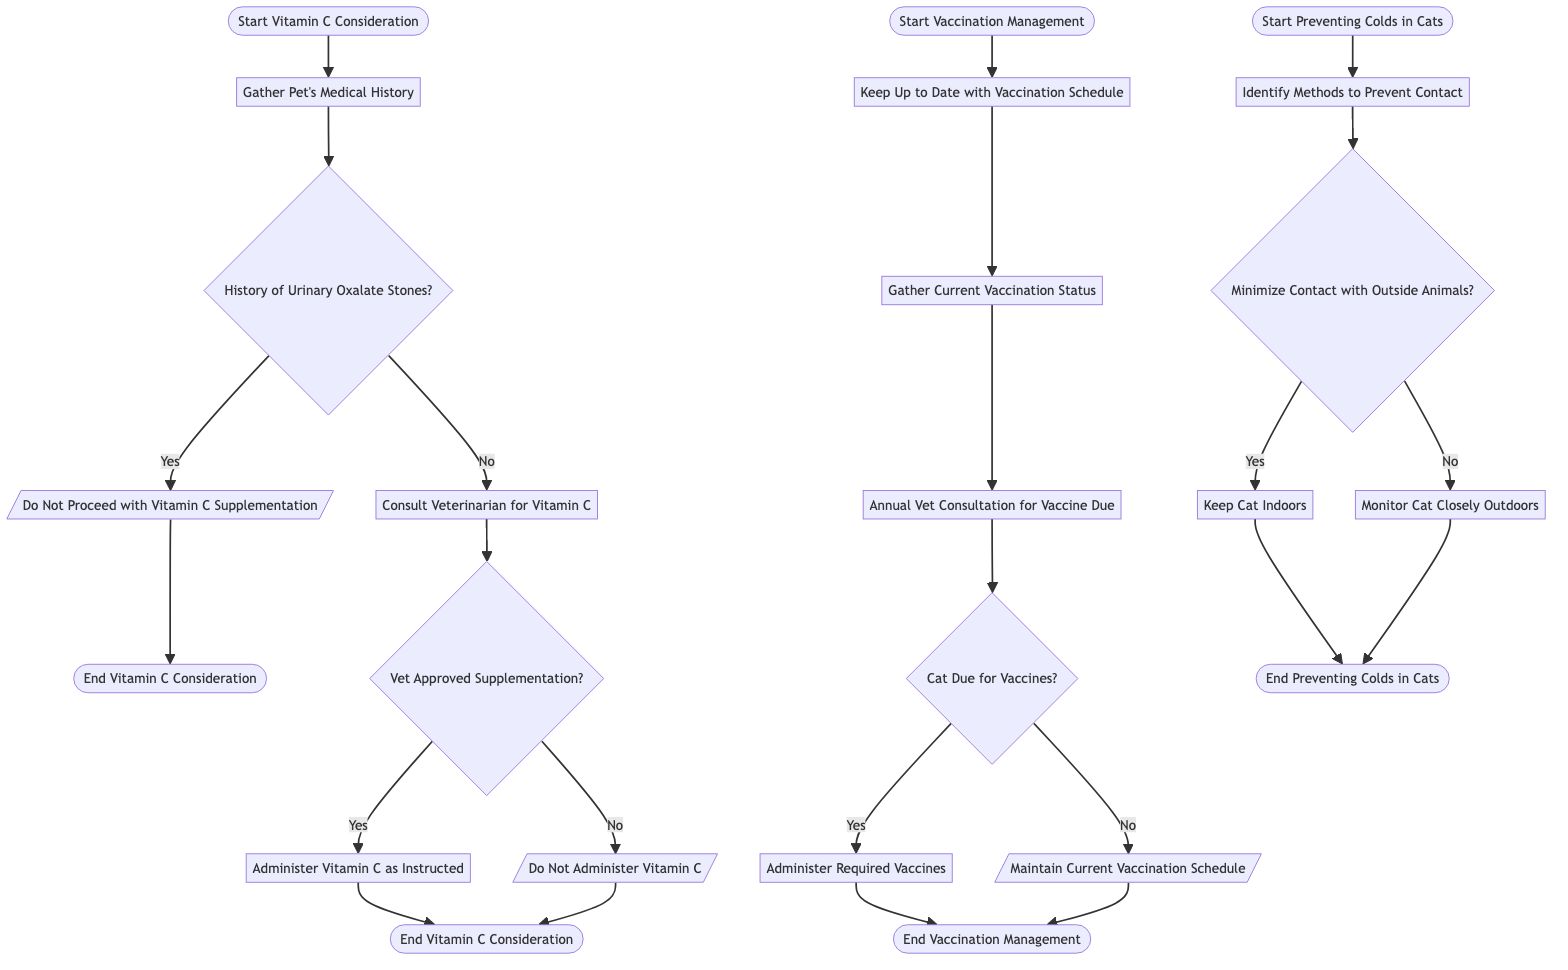 Start Vitamin C Consideration
Gather Pet's Medical History
History of Urinary Oxalate Stones?
Yes
No
Do Not Proceed with Vitamin C Supplementation
Consult Veterinarian for Vitamin C
End Vitamin C Consideration
Vet Approved Supplementation?
Yes
No
Administer Vitamin C as Instructed
Do Not Administer Vitamin C
End Vitamin C Consideration
Start Vaccination Management
Keep Up to Date with Vaccination Schedule
Gather Current Vaccination Status
Annual Vet Consultation for Vaccine Due
Cat Due for Vaccines?
Yes
No
Administer Required Vaccines
Maintain Current Vaccination Schedule
End Vaccination Management
Start Preventing Colds in Cats
Identify Methods to Prevent Contact
Minimize Contact with Outside Animals?
Yes
No
Keep Cat Indoors
Monitor Cat Closely Outdoors
End Preventing Colds in Cats